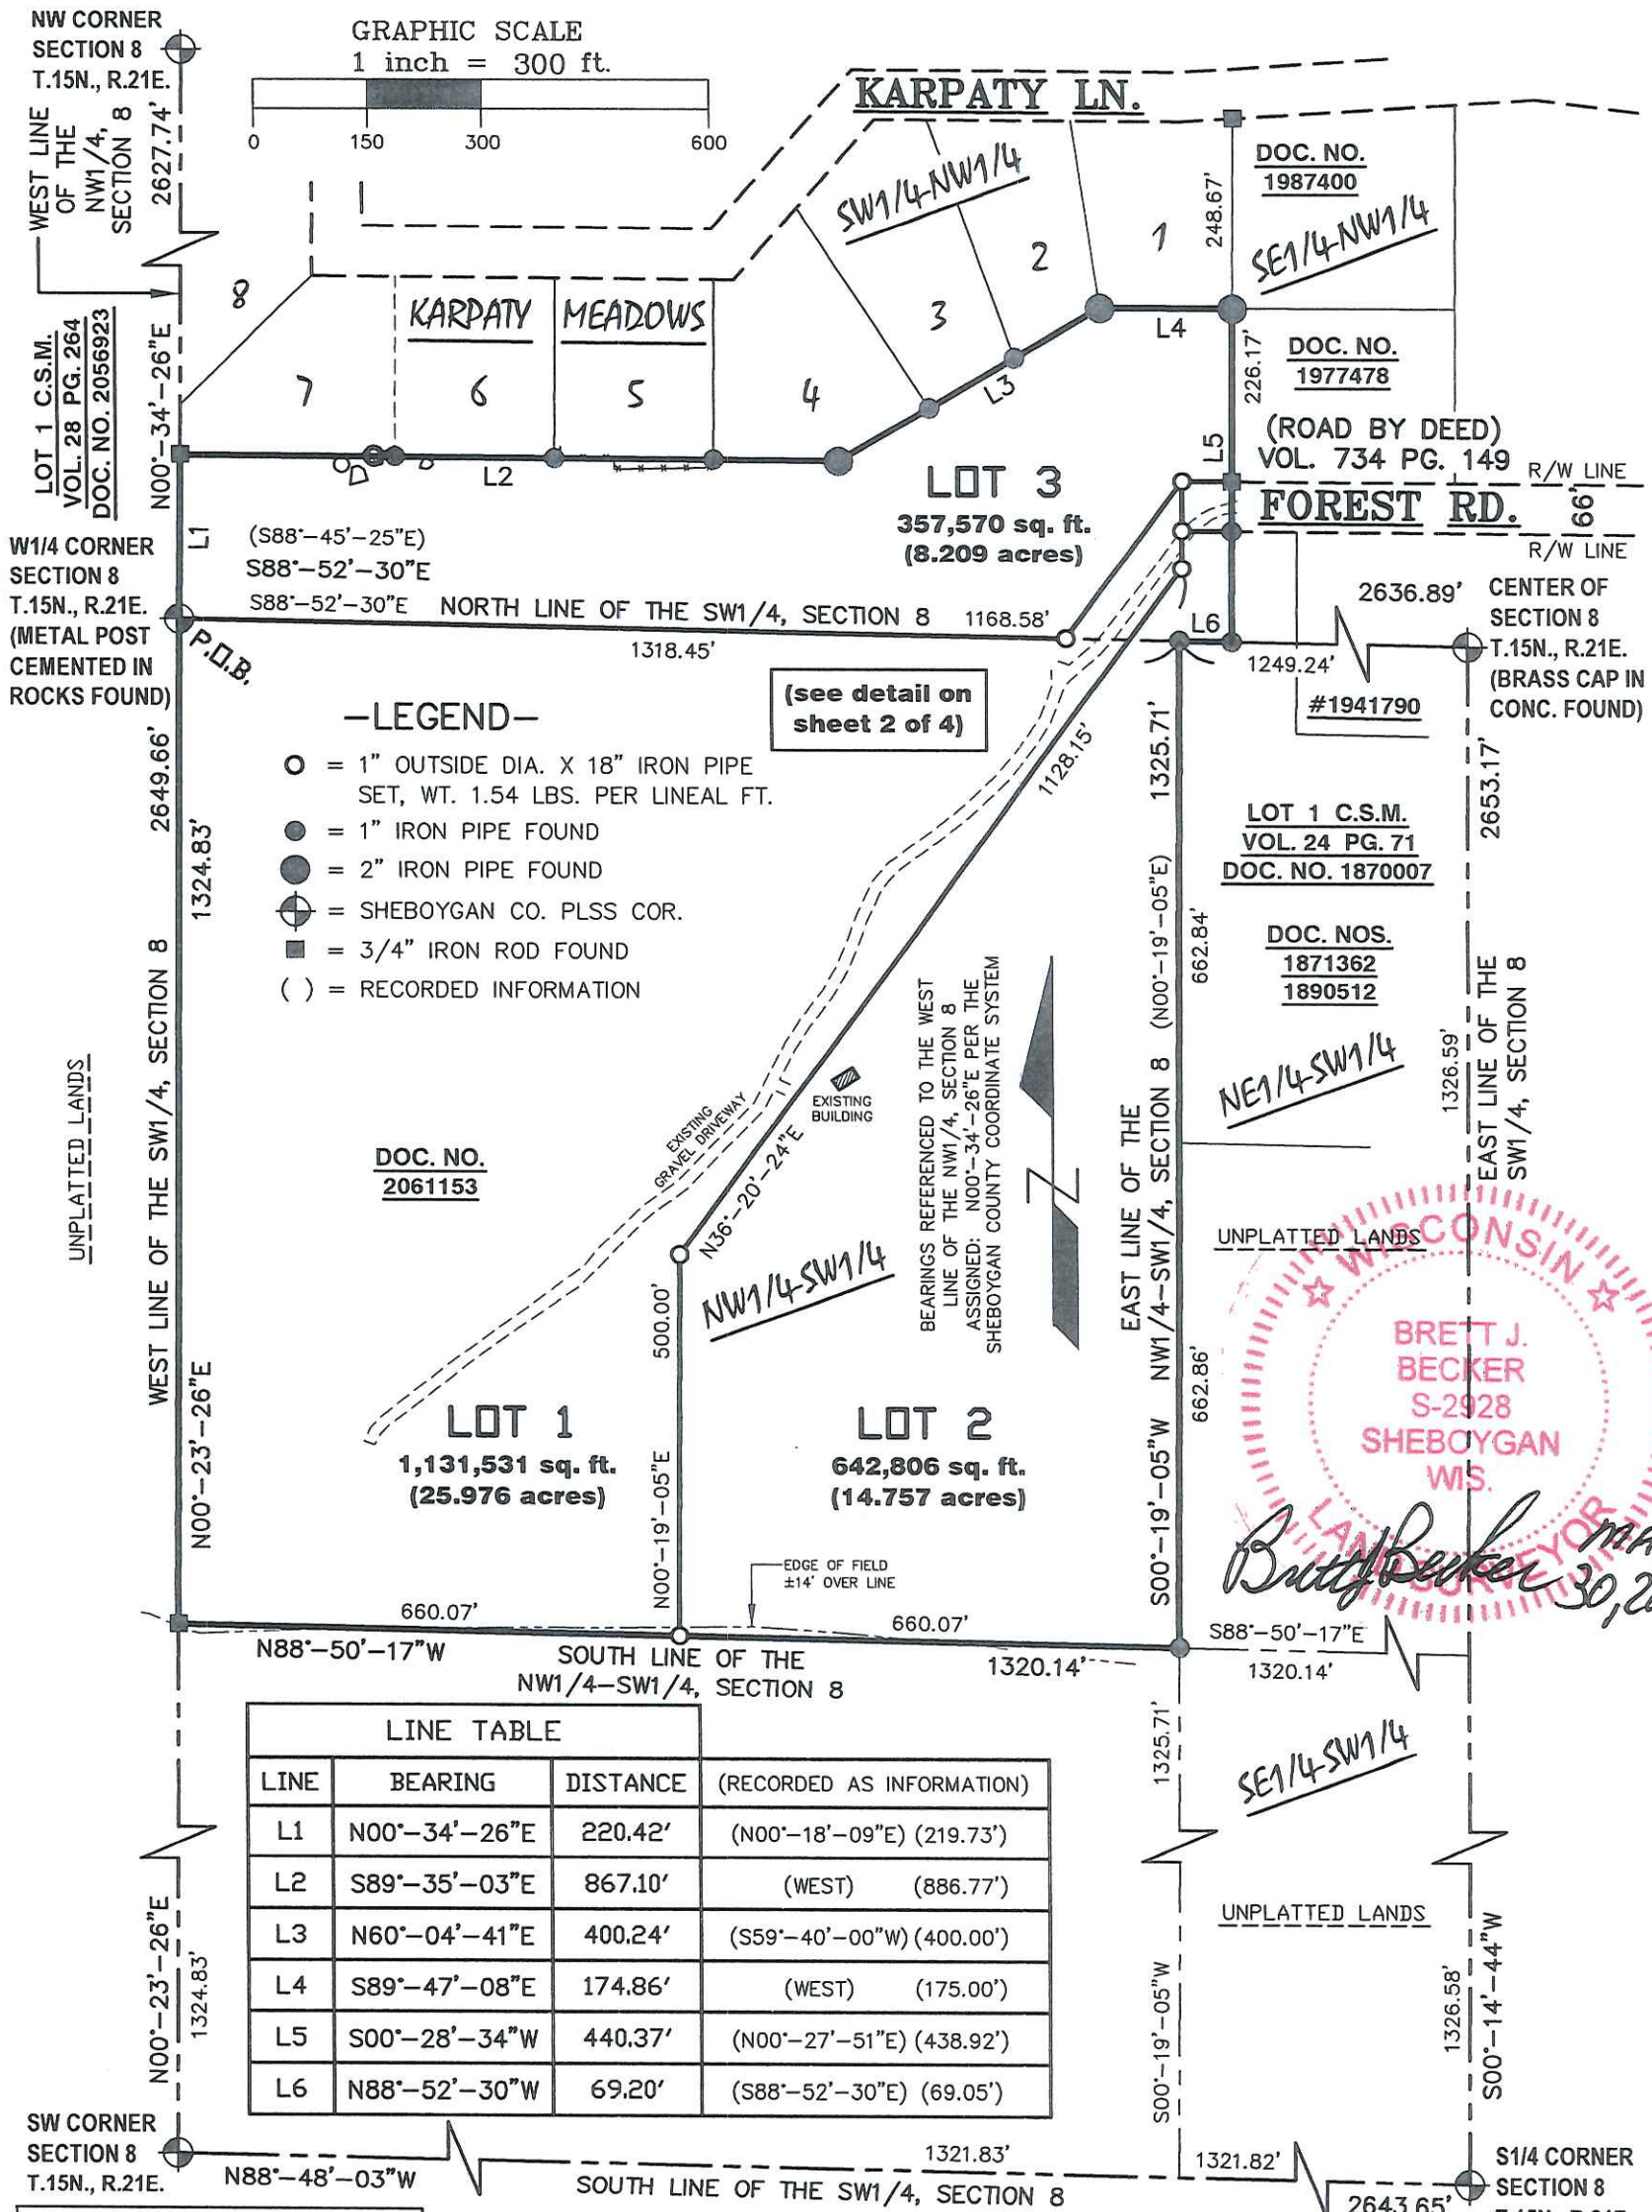 NW CORNER
SECTION 8
T.15N., R.21E.
GRAPHIC SCALE
1 inch = 300 ft.
0 150 300 600
WEST LINE
OF THE
NW1/4,
SECTION 8
2627.74'
KARPATY LN.
SW1/4-NW1/4
DOC. NO.
1987400
248.67'
SE1/4-NW1/4
8
7
KARPATY MEADOWS
6
5
4
3
2
1
LOT 1 C.S.M.
VOL. 28 PG. 264
DOC. NO. 2056923
N00°-34'-26"E
L2
L3
L4
226.17'
DOC. NO.
1977478
L5
(ROAD BY DEED)
VOL. 734 PG. 149
R/W LINE
FOREST RD.
66'
R/W LINE
LOT 3
357,570 sq. ft.
(8.209 acres)
L1
(S88°-45'-25"E)
S88°-52'-30"E
W1/4 CORNER
SECTION 8
T.15N., R.21E.
(METAL POST
CEMENTED IN
ROCKS FOUND)
P.O.B.
S88°-52'-30"E NORTH LINE OF THE SW1/4, SECTION 8 1168.58'
1318.45'
L6
2636.89'
1249.24'
CENTER OF
SECTION 8
T.15N., R.21E.
(BRASS CAP IN
CONC. FOUND)
#1941790
(see detail on
sheet 2 of 4)
-LEGEND-
= 1" OUTSIDE DIA. X 18" IRON PIPE
SET, WT. 1.54 LBS. PER LINEAL FT.
= 1" IRON PIPE FOUND
= 2" IRON PIPE FOUND
= SHEBOYGAN CO. PLSS COR.
= 3/4" IRON ROD FOUND
( ) = RECORDED INFORMATION
2649.66'
1324.83'
WEST LINE OF THE SW1/4, SECTION 8
N00°-23'-26"E
UNPLATTED LANDS
1128.15'
N36°-20'-24"E
EXISTING
GRAVEL DRIVEWAY
EXISTING
BUILDING
DOC. NO.
2061153
BEARINGS REFERENCED TO THE WEST
LINE OF THE NW1/4, SECTION 8
ASSIGNED: N00°-34'-26"E PER THE
SHEBOYGAN COUNTY COORDINATE SYSTEM
1325.71'
(N00°-19'-05"E)
662.84'
EAST LINE OF THE
NW1/4-SW1/4, SECTION 8
S00°-19'-05"W
662.86'
LOT 1 C.S.M.
VOL. 24 PG. 71
DOC. NO. 1870007
DOC. NOS.
1871362
1890512
NE1/4-SW1/4
2653.17'
1326.59'
EAST LINE OF THE
SW1/4, SECTION 8
UNPLATTED LANDS
NW1/4-SW1/4
500.00'
N00°-19'-05"E
LOT 1
1,131,531 sq. ft.
(25.976 acres)
LOT 2
642,806 sq. ft.
(14.757 acres)
WISCONSIN
BRETT J.
BECKER
S-2928
SHEBOYGAN
WIS.
LAND SURVEYOR
Brett J Becker
30,
EDGE OF FIELD
±14' OVER LINE
660.07'
660.07'
N88°-50'-17"W
SOUTH LINE OF THE
NW1/4-SW1/4, SECTION 8
1320.14'
S88°-50'-17"E
1320.14'
LINE TABLE
LINE BEARING DISTANCE (RECORDED AS INFORMATION)
L1 N00°-34'-26"E 220.42' (N00°-18'-09"E) (219.73')
L2 S89°-35'-03"E 867.10' (WEST) (886.77')
L3 N60°-04'-41"E 400.24' (S59°-40'-00"W) (400.00')
L4 S89°-47'-08"E 174.86' (WEST) (175.00')
L5 S00°-28'-34"W 440.37' (N00°-27'-51"E) (438.92')
L6 N88°-52'-30"W 69.20' (S88°-52'-30"E) (69.05')
1325.71'
SE1/4-SW1/4
UNPLATTED LANDS
N00°-23'-26"E
1324.83'
S00°-19'-05"W
1326.58'
S00°-14'-44"W
SW CORNER
SECTION 8
T.15N., R.21E.
N88°-48'-03"W
1321.83'
SOUTH LINE OF THE SW1/4, SECTION 8
1321.82'
2643.65'
S1/4 CORNER
SECTION 8